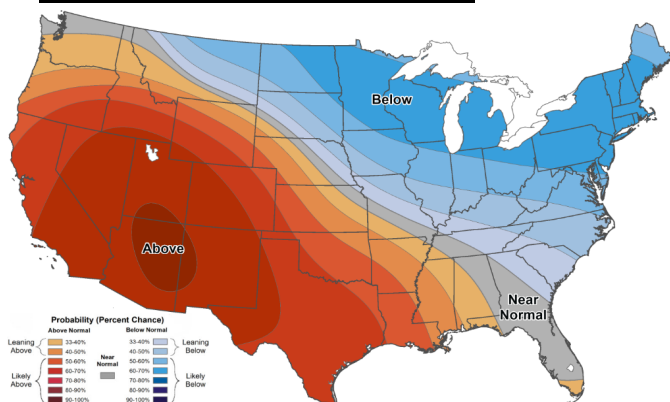 Below
Above
Near
Normal
Probability (Percent Chance)
Above Normal
Below Normal
Leaning
Above
33-40%
40-50%
Likely
Above
50-60%
60-70%
70-80%
80-90%
90-100%
Near
Normal
33-40%
40-50%
Leaning
Below
50-60%
60-70%
70-80%
80-90%
90-100%
Likely
Below